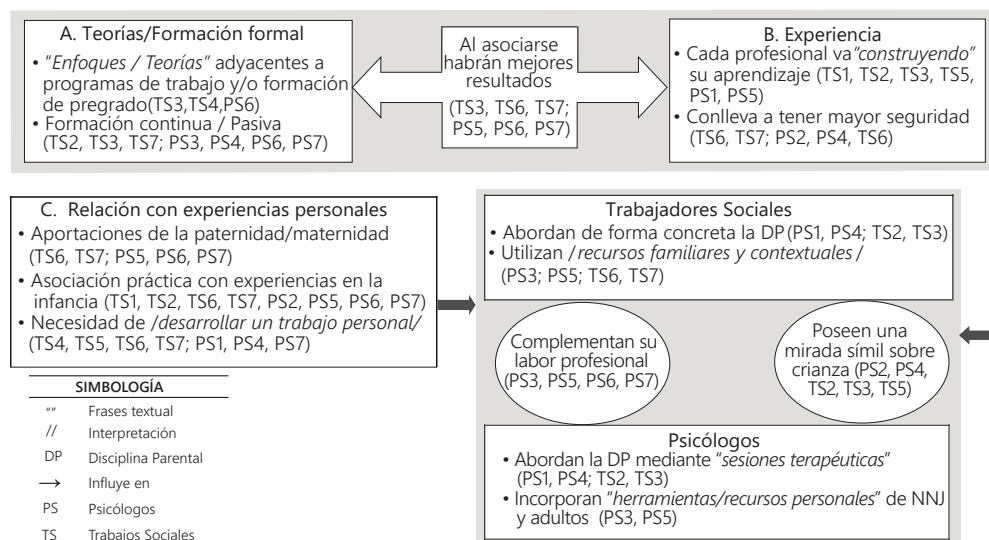 A. Teorías/Formación formal
• "Enfoques / Teorías" adyacentes a
programas de trabajo y/o formación
de pregrado(TS3,TS4,PS6)
• Formación continua / Pasiva
(TS2, TS3, TS7; PS3, PS4, PS6, PS7)
Al asociarse
habrán mejores
resultados
(TS3, TS6, TS7;
PS5, PS6, PS7)
B. Experiencia
• Cada profesional va"construyendo"
su aprendizaje (TS1, TS2, TS3, TS5,
PS1, PS5)
• Conlleva a tener mayor seguridad
(TS6, TS7; PS2, PS4, TS6)
C. Relación con experiencias personales
• Aportaciones de la paternidad/maternidad
(TS6, TS7; PS5, PS6, PS7)
• Asociación práctica con experiencias en la
infancia (TS1, TS2, TS6, TS7, PS2, PS5, PS6, PS7)
• Necesidad de /desarrollar un trabajo personal/
(TS4, TS5, TS6, TS7; PS1, PS4, PS7)
Trabajadores Sociales
• Abordan de forma concreta la DP(PS1, PS4; TS2, TS3)
• Utilizan /recursos familiares y contextuales /
(PS3; PS5; TS6, TS7)
Complementan su
labor profesional
(PS3, PS5, PS6, PS7)
Poseen una
mirada símil sobre
crianza (PS2, PS4,
TS2, TS3, TS5)
Psicólogos
• Abordan la DP mediante "sesiones terapéuticas"
(PS1, PS4; TS2, TS3)
• Incorporan "herramientas/recursos personales" de NNJ
y adultos (PS3, PS5)
SIMBOLOGÍA
"" Frases textual
// Interpretación
DP Disciplina Parental
→ Influye en
PS Psicólogos
TS Trabajos Sociales